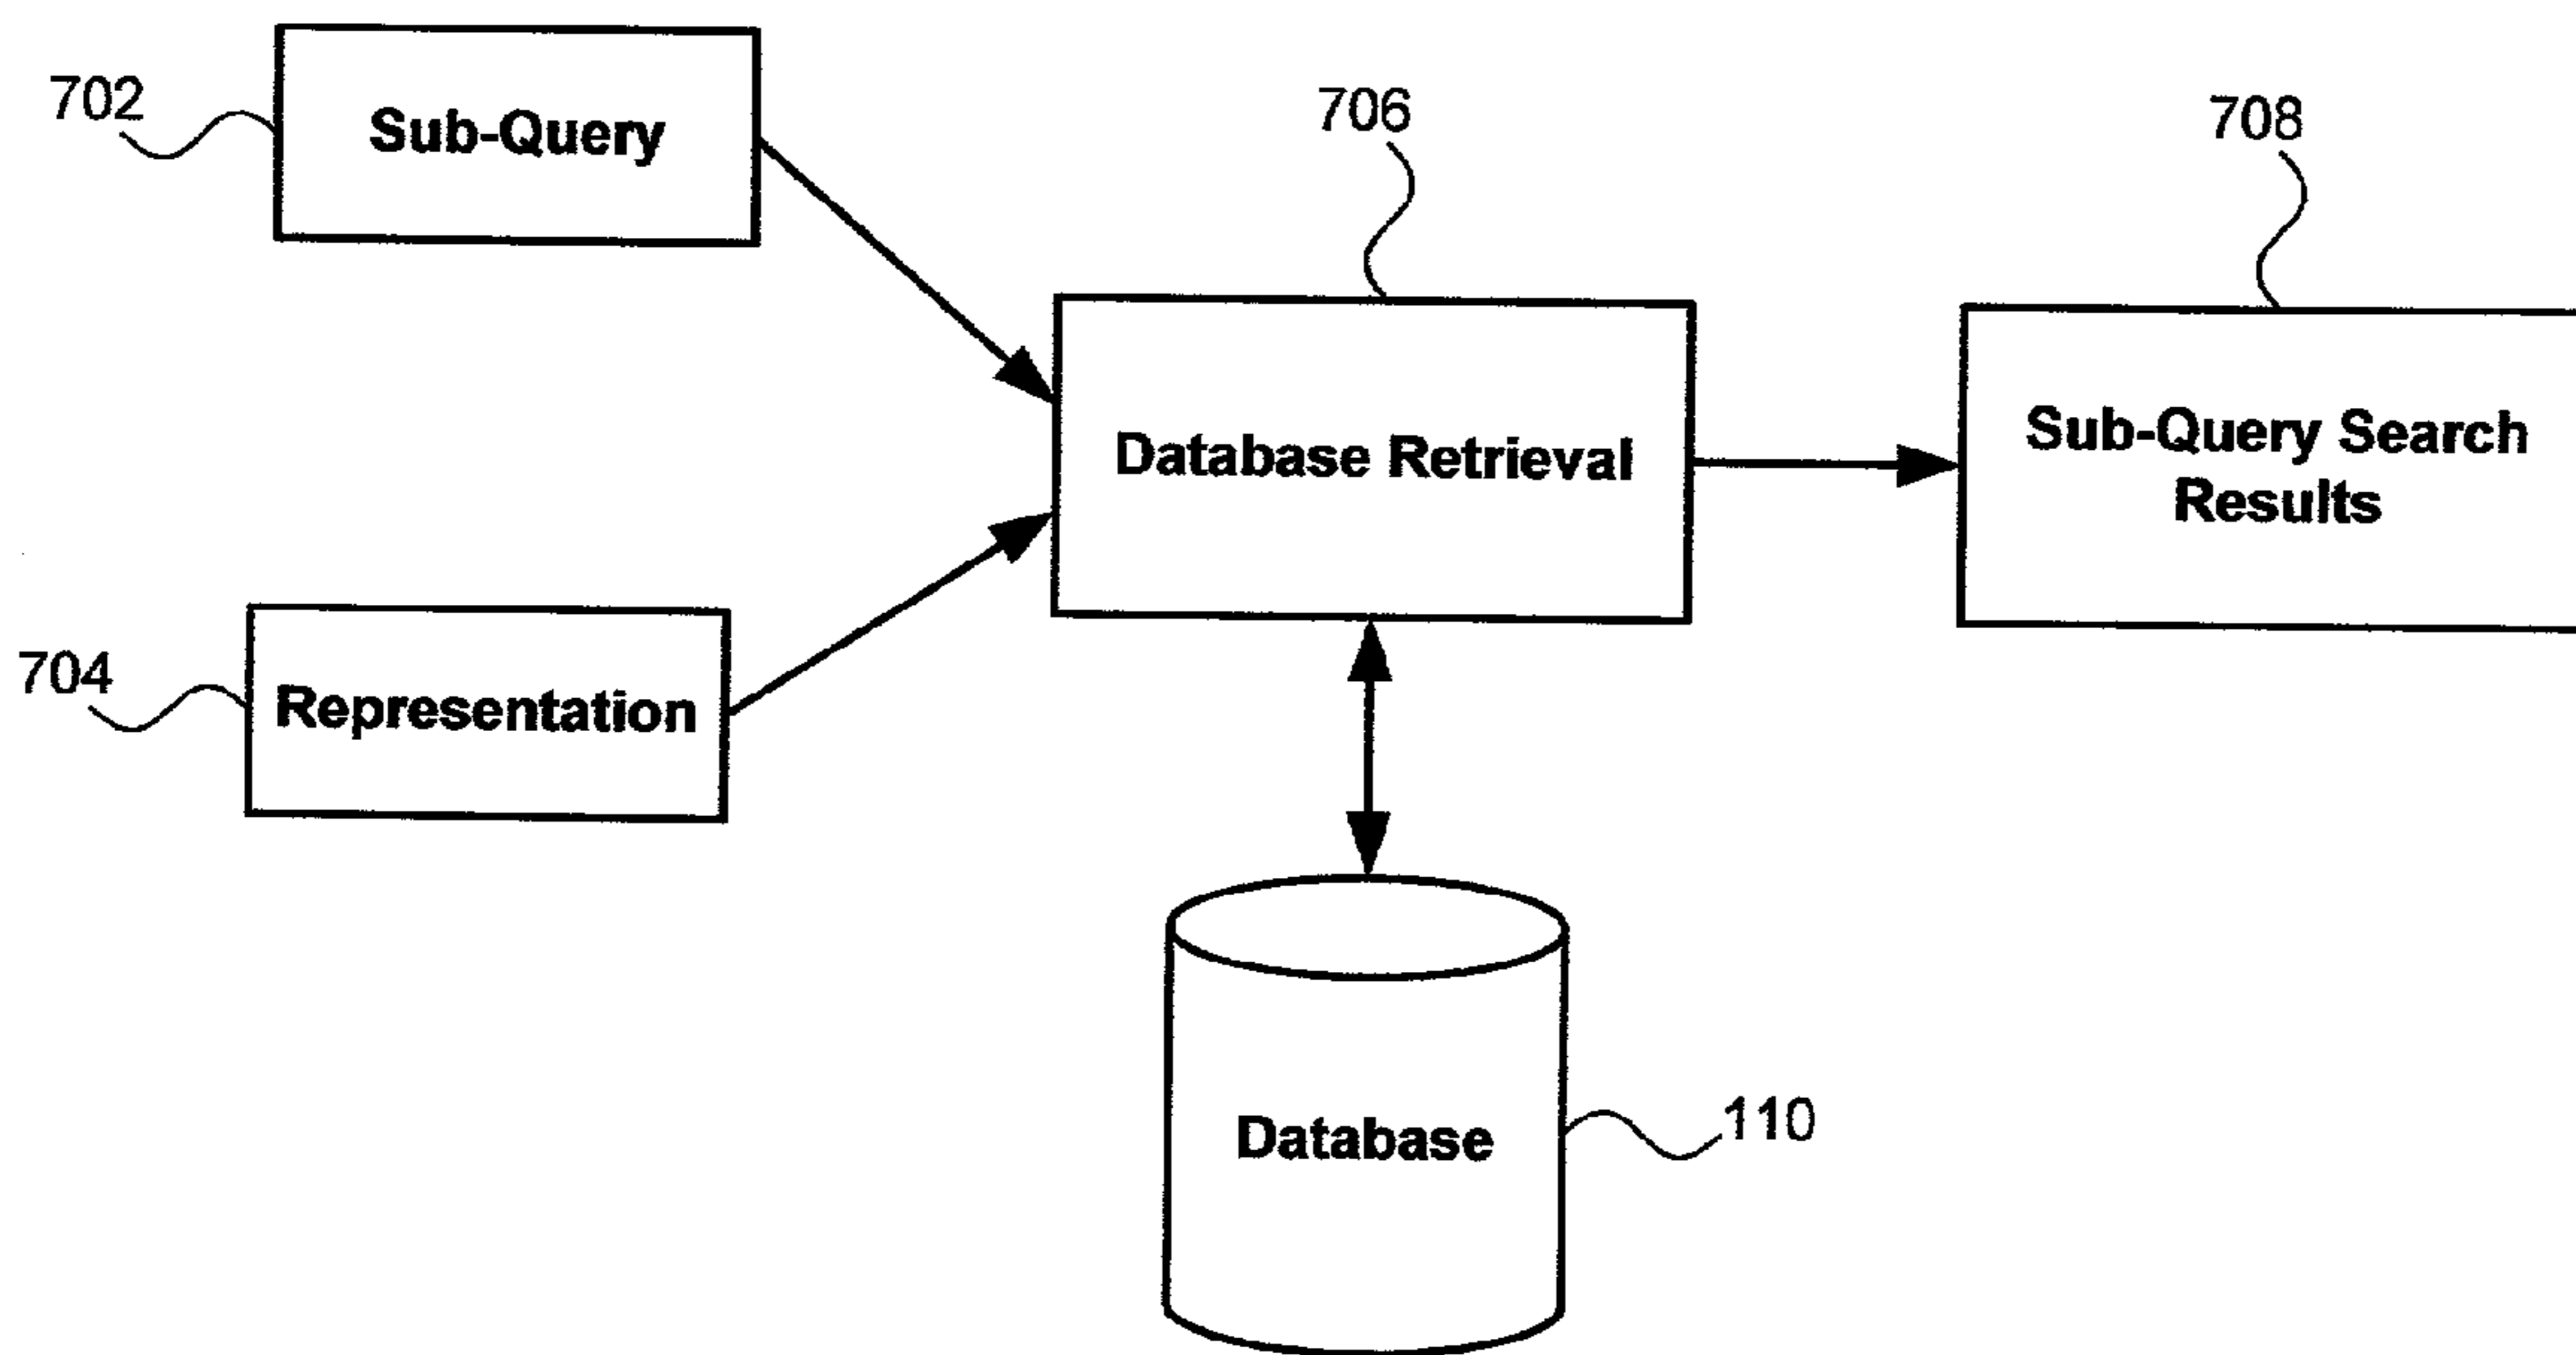 702
Sub-Query
706
708
Database Retrieval
Sub-Query Search
Results
704
Representation
Database
110